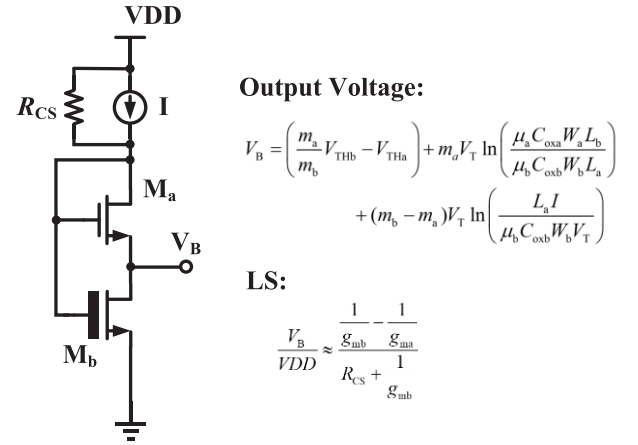 VDD
R_CS
I
M_a
V_B
M_b
Output Voltage:
V_B = (m_a/m_b V_THb − V_THa) + m_a V_T ln(μ_a C_oxa W_a L_b / μ_b C_oxb W_b L_a)
+ (m_b − m_a)V_T ln(L_a I / μ_b C_oxb W_b V_T)
LS:
V_B/VDD ≈ (1/g_mb − 1/g_ma) / (R_CS + 1/g_mb)